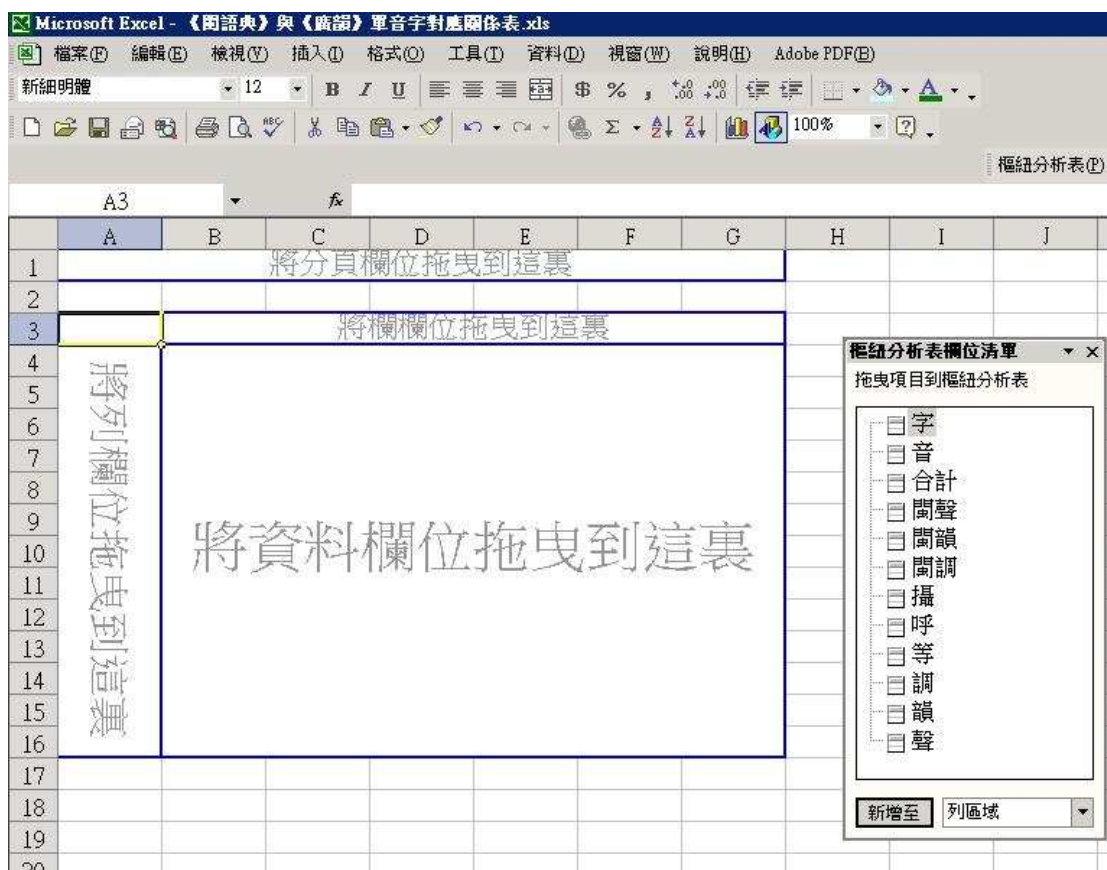 Microsoft Excel - 《閩語典》與《廣韻》單音字對應關係表.xls
檔案(F) 編輯(E) 檢視(V) 插入(I) 格式(O) 工具(T) 資料(D) 視窗(W) 說明(H) Adobe PDF(B)
新細明體 12 B I U $ % ,
100%
樞紐分析表(P)
A3 fx
A B C D E F G H I J
1 將分頁欄位拖曳到這裏
2
3 將欄欄位拖曳到這裏
將列欄位拖曳到這裏
將資料欄位拖曳到這裏
4
5
6
7
8
9
10
11
12
13
14
15
16
17
18
19
20
樞紐分析表欄位清單
拖曳項目到樞紐分析表
字
音
合計
閩聲
閩韻
閩調
攝
呼
等
調
韻
聲
新增至 列區域